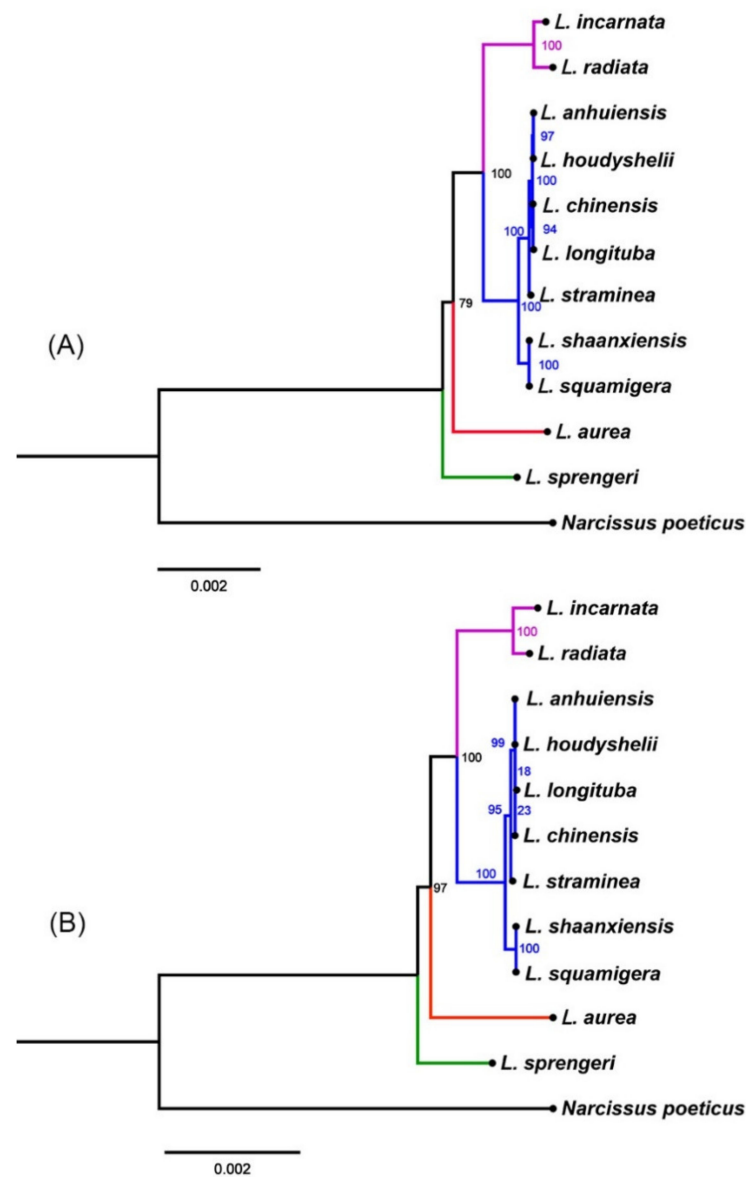 L. incarnata
100
L. radiata
L. anhuiensis
97
L. houdyshelii
100
L. chinensis
100
94
L. longituba
100
L. straminea
100
L. shaanxiensis
100
L. squamigera
79
(A)
L. aurea
L. sprengeri
Narcissus poeticus
0.002
L. incarnata
100
L. radiata
L. anhuiensis
99
L. houdyshelii
100
18
L. longituba
95
23
L. chinensis
100
L. straminea
97
(B)
L. shaanxiensis
100
L. squamigera
L. aurea
L. sprengeri
Narcissus poeticus
0.002